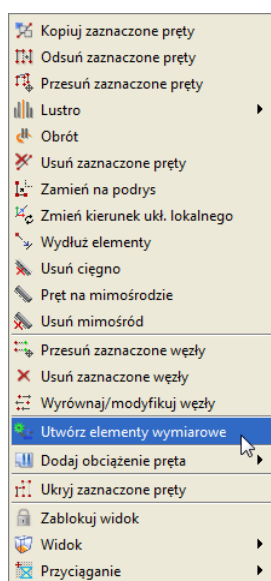 Kopiuj zaznaczone pręty
Odsuń zaznaczone pręty
Przesuń zaznaczone pręty
Lustro
Obrót
Usuń zaznaczone pręty
Zamień na podrys
Zmień kierunek ukł. lokalnego
Wydłuż elementy
Usuń cięgno
Pręt na mimośrodzie
Usuń mimośród
Przesuń zaznaczone węzły
Usuń zaznaczone węzły
Wyrównaj/modyfikuj węzły
Utwórz elementy wymiarowe
Dodaj obciążenie pręta
Ukryj zaznaczone pręty
Zablokuj widok
Widok
Przyciąganie